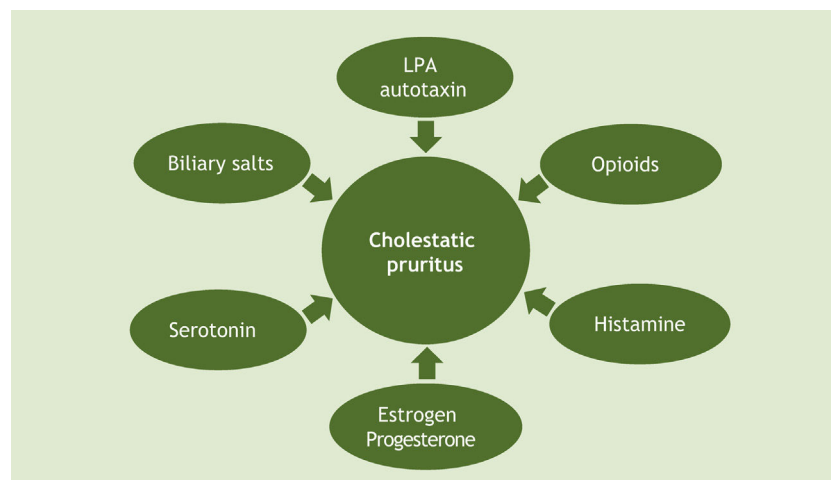 LPA
autotaxin
Biliary salts
Opioids
Cholestatic
pruritus
Serotonin
Histamine
Estrogen
Progesterone